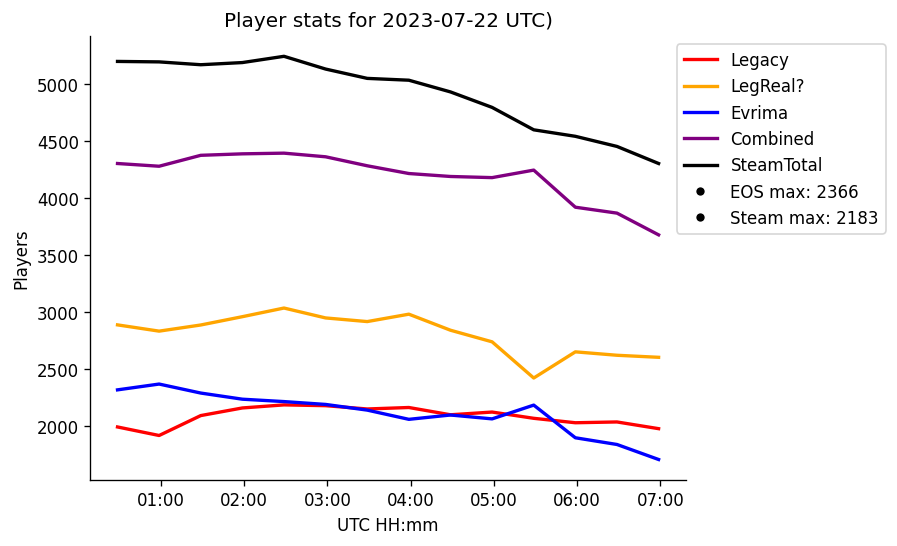 Player stats for 2023-07-22 UTC)
Legacy
LegReal?
Evrima
Combined
SteamTotal
EOS max: 2366
Steam max: 2183
Players
5000
4500
4000
3500
3000
2500
2000
01:00 02:00 03:00 04:00 05:00 06:00 07:00
UTC HH:mm